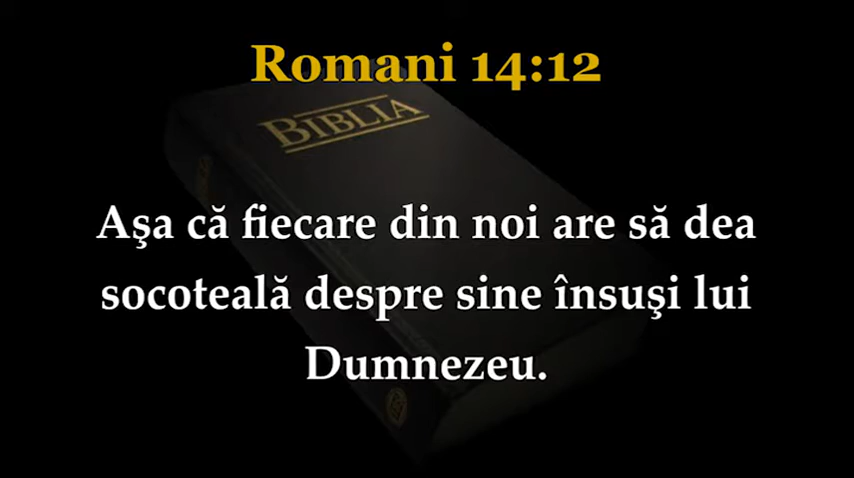 Romani 14:12
BIBLIA
Aşa că fiecare din noi are să dea
socoteală despre sine însuşi lui
Dumnezeu.